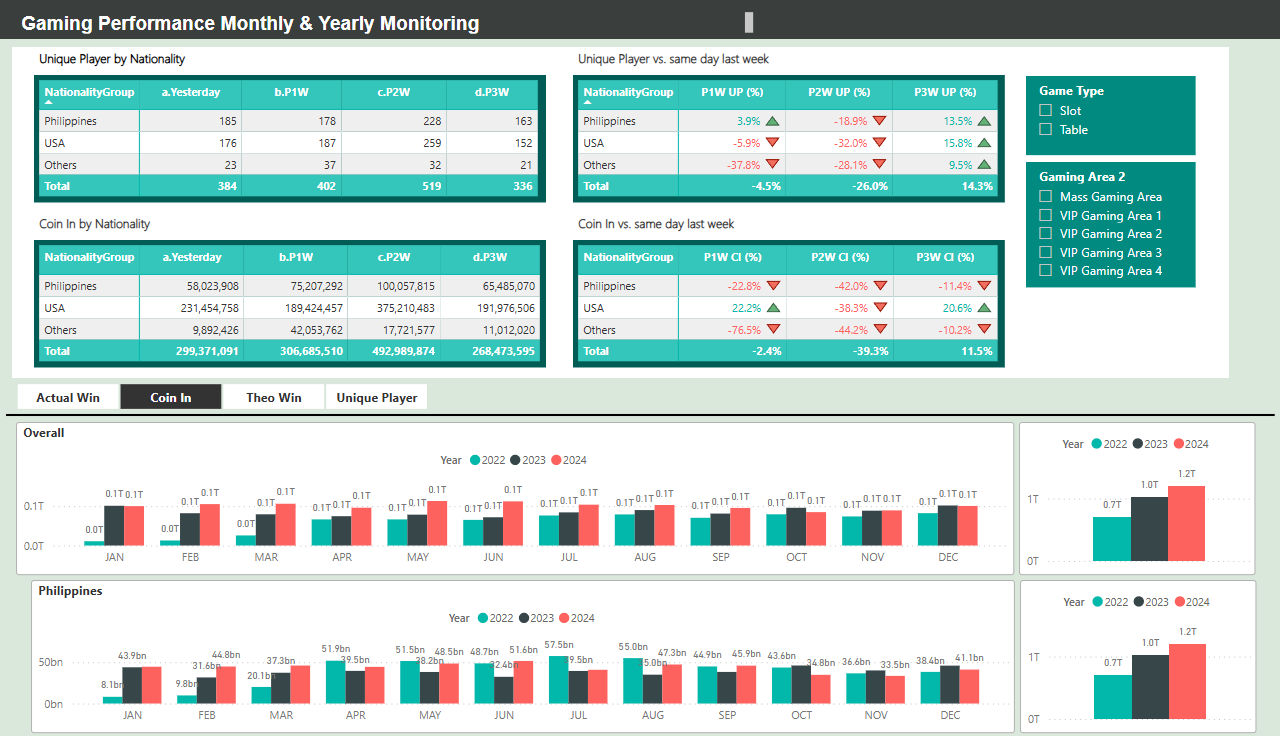 Gaming Performance Monthly & Yearly Monitoring
Unique Player by Nationality
NationalityGroup a.Yesterday b.P1W c.P2W d.P3W
Philippines 185 178 228 163
USA 176 187 259 152
Others 23 37 32 21
Total 384 402 519 336
Unique Player vs. same day last week
NationalityGroup P1W UP (%) P2W UP (%) P3W UP (%)
Philippines 3.9% -18.9% 13.5%
USA -5.9% -32.0% 15.8%
Others -37.8% -28.1% 9.5%
Total -4.5% -26.0% 14.3%
Game Type
Slot
Table
Gaming Area 2
Mass Gaming Area
VIP Gaming Area 1
VIP Gaming Area 2
VIP Gaming Area 3
VIP Gaming Area 4
Coin In by Nationality
NationalityGroup a.Yesterday b.P1W c.P2W d.P3W
Philippines 58,023,908 75,207,292 100,057,815 65,485,070
USA 231,454,758 189,424,457 375,210,483 191,976,506
Others 9,892,426 42,053,762 17,721,577 11,012,020
Total 299,371,091 306,685,510 492,989,874 268,473,595
Coin In vs. same day last week
NationalityGroup P1W CI (%) P2W CI (%) P3W CI (%)
Philippines -22.8% -42.0% -11.4%
USA 22.2% -38.3% 20.6%
Others -76.5% -44.2% -10.2%
Total -2.4% -39.3% 11.5%
Actual Win Coin In Theo Win Unique Player
Overall
Year 2022 2023 2024
0.1T
0.0T
0.0T 0.1T 0.1T
0.0T 0.1T 0.1T
0.0T 0.1T 0.1T
0.1T 0.1T 0.1T
0.1T 0.1T 0.1T
0.1T 0.1T 0.1T
0.1T 0.1T 0.1T
0.1T 0.1T 0.1T
0.1T 0.1T 0.1T
0.1T 0.1T 0.1T
0.1T 0.1T 0.1T
0.1T 0.1T 0.1T
JAN FEB MAR APR MAY JUN JUL AUG SEP OCT NOV DEC
Year 2022 2023 2024
1T
0T
0.7T 1.0T 1.2T
Philippines
Year 2022 2023 2024
50bn
0bn
8.1bn 43.9bn
9.8bn 31.6bn 44.8bn
20.1bn 37.3bn
51.9bn 39.5bn
51.5bn 38.2bn 48.5bn
48.7bn 32.4bn 51.6bn
57.5bn 39.5bn
55.0bn 35.0bn 47.3bn
44.9bn 45.9bn
43.6bn 34.8bn
36.6bn 33.5bn
38.4bn 41.1bn
JAN FEB MAR APR MAY JUN JUL AUG SEP OCT NOV DEC
Year 2022 2023 2024
1T
0T
0.7T 1.0T 1.2T